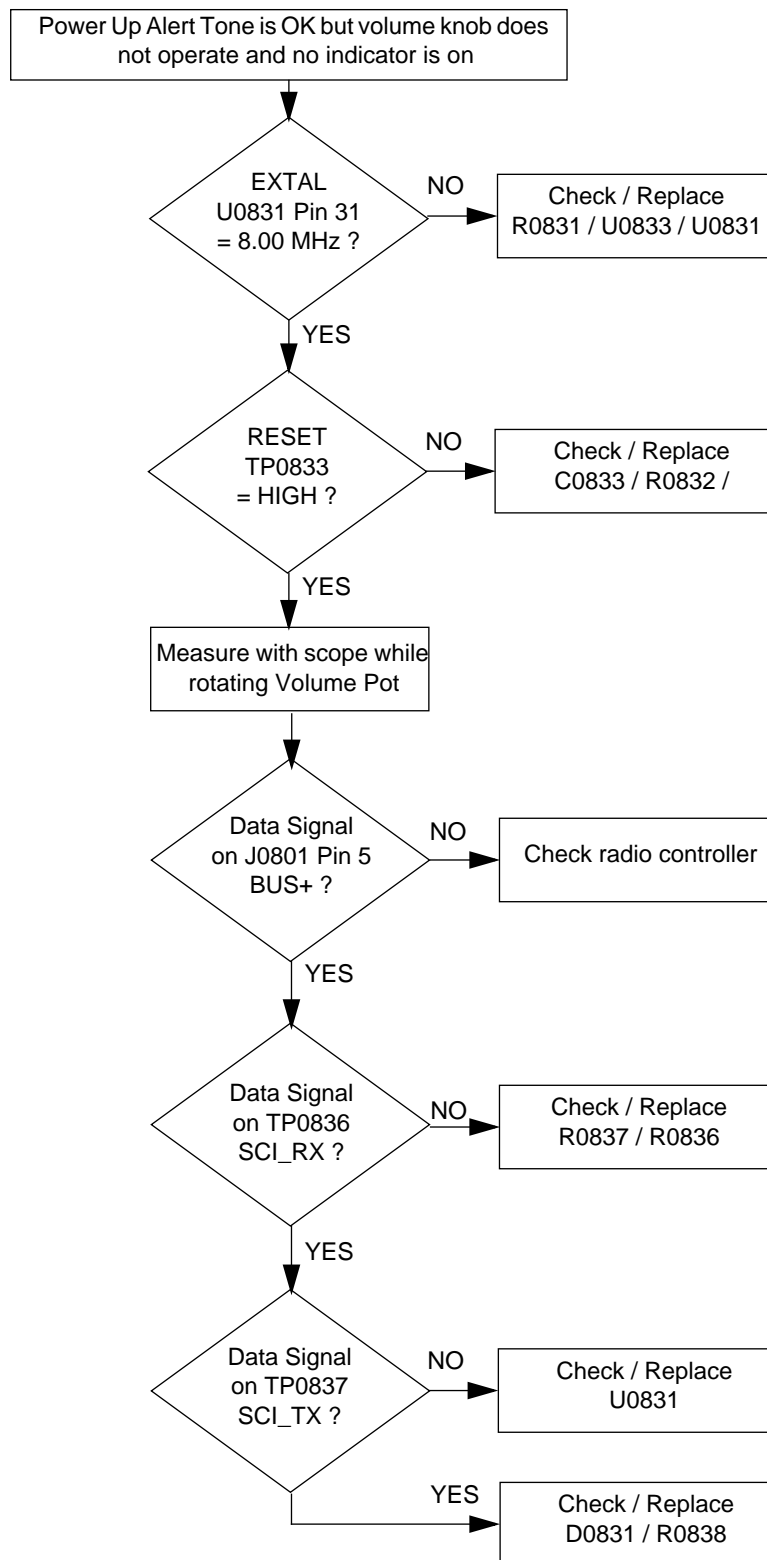 Power Up Alert Tone is OK but volume knob does
not operate and no indicator is on
EXTAL
U0831 Pin 31
= 8.00 MHz ?
NO
Check / Replace
R0831 / U0833 / U0831
YES
RESET
TP0833
= HIGH ?
NO
Check / Replace
C0833 / R0832 /
YES
Measure with scope while
rotating Volume Pot
Data Signal
on J0801 Pin 5
BUS+ ?
NO
Check radio controller
YES
Data Signal
on TP0836
SCI_RX ?
NO
Check / Replace
R0837 / R0836
YES
Data Signal
on TP0837
SCI_TX ?
NO
Check / Replace
U0831
YES
Check / Replace
D0831 / R0838